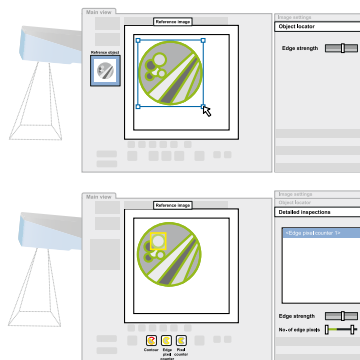 Main view
Image settings
Reference image
Object locator
Reference object
Edge strength
Main view
Image settings
Object locator
Reference image
Detailed inspections
<Edge pixel counter 1>
Edge strength
No. of edge pixels
Contour
Edge pixel counter
Pixel counter